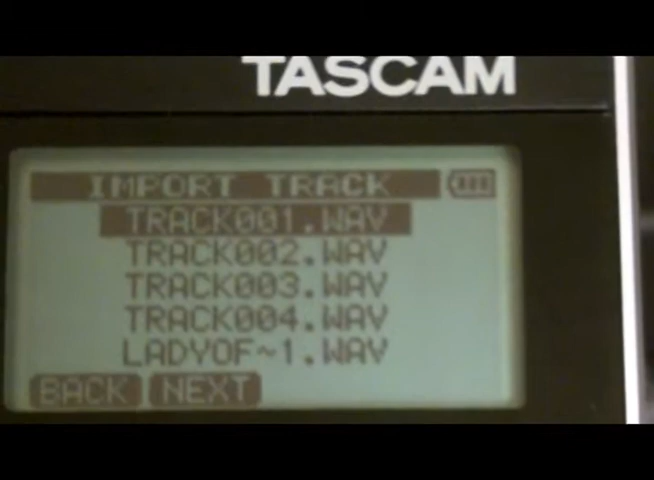 TASCAM
IMPORT TRACK
TRACK001.WAV
TRACK002.WAV
TRACK003.WAV
TRACK004.WAV
LADYOF~1.WAV
BACK NEXT